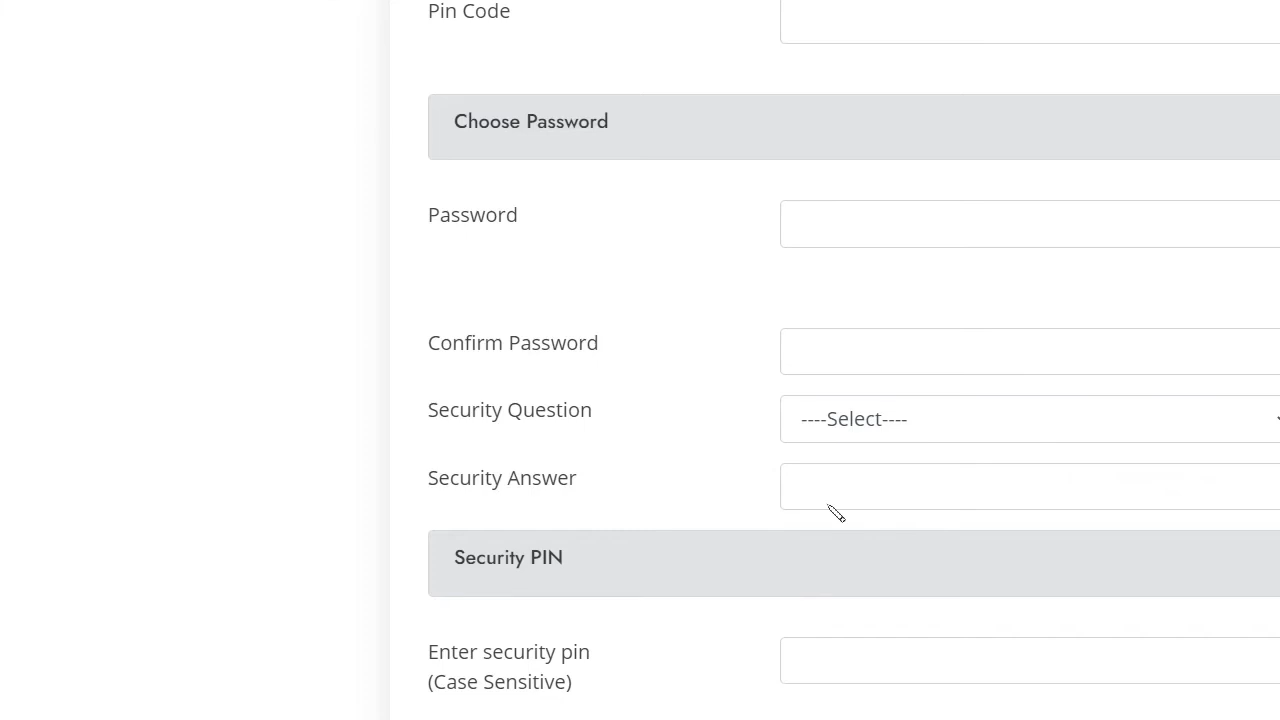 Pin Code
Choose Password
Password
Confirm Password
Security Question
----Select----
Security Answer
Security PIN
Enter security pin
(Case Sensitive)